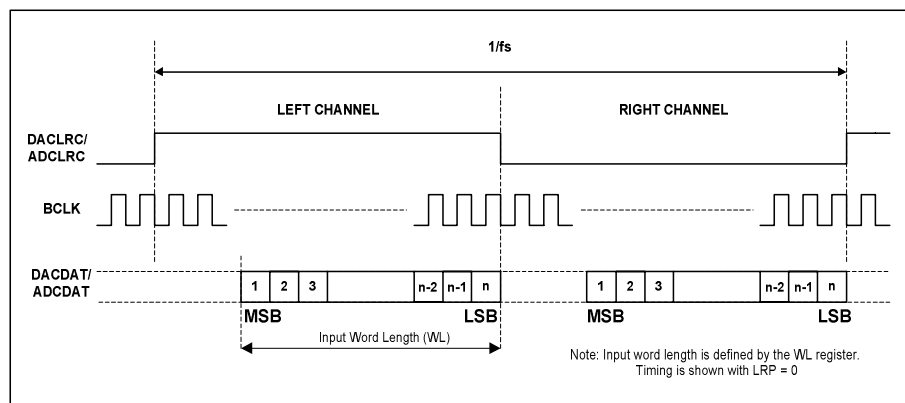 1/fs
LEFT CHANNEL
RIGHT CHANNEL
DACLRC/
ADCLRC
BCLK
DACDAT/
ADCDAT
1 2 3 n-2 n-1 n
1 2 3 n-2 n-1 n
MSB LSB
MSB LSB
Input Word Length (WL)
Note: Input word length is defined by the WL register.
Timing is shown with LRP = 0